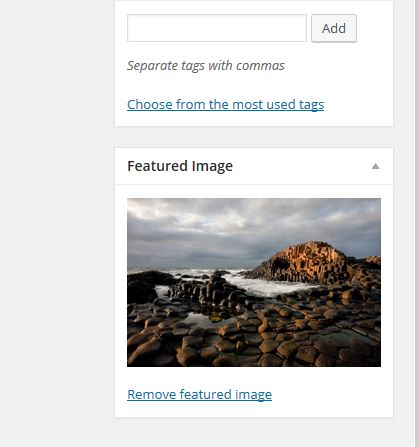 Add
Separate tags with commas
Choose from the most used tags
Featured Image
Remove featured image